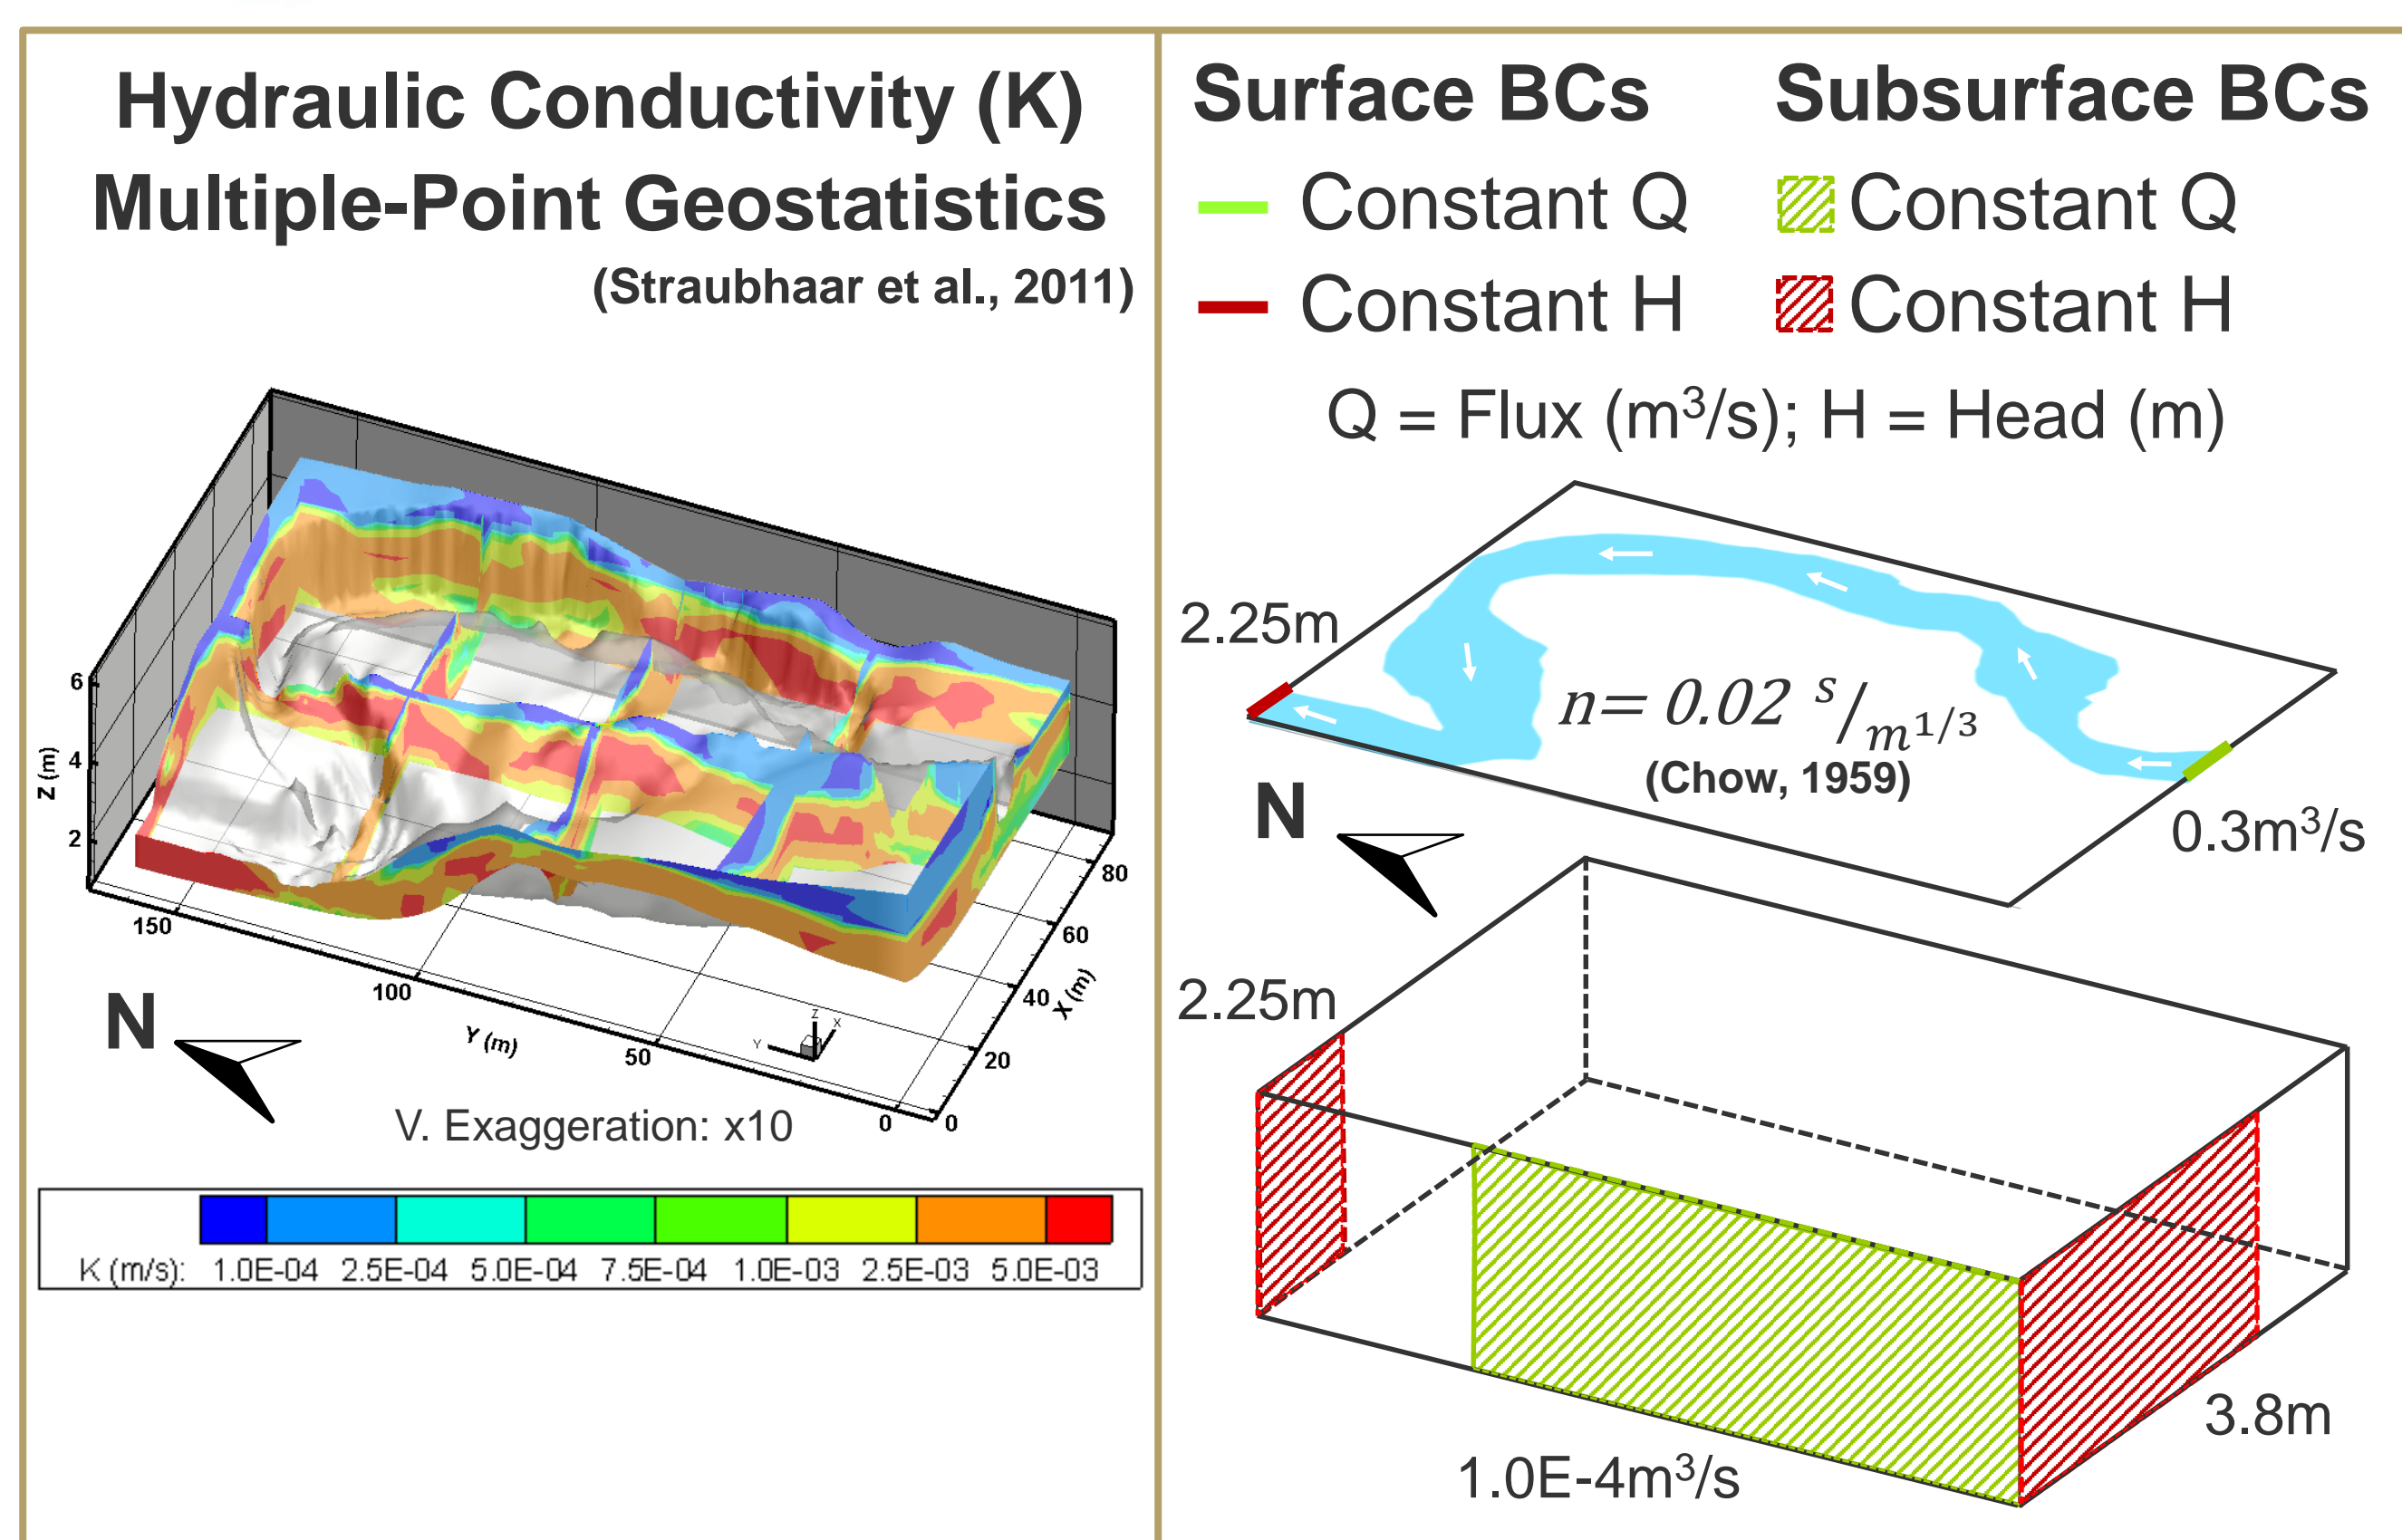 Hydraulic Conductivity (K)
Multiple-Point Geostatistics
(Straubhaar et al., 2011)
6
4
2
Z (m)
150
100
50
0
Y (m)
0
20
40
60
80
X (m)
Z
X
Y
N
V. Exaggeration: x10
K (m/s): 1.0E-04 2.5E-04 5.0E-04 7.5E-04 1.0E-03 2.5E-03 5.0E-03
Surface BCs Subsurface BCs
Constant Q Constant Q
Constant H Constant H
Q = Flux (m³/s); H = Head (m)
2.25m
n= 0.02 s/m^1/3
(Chow, 1959)
N
0.3m³/s
2.25m
3.8m
1.0E-4m³/s